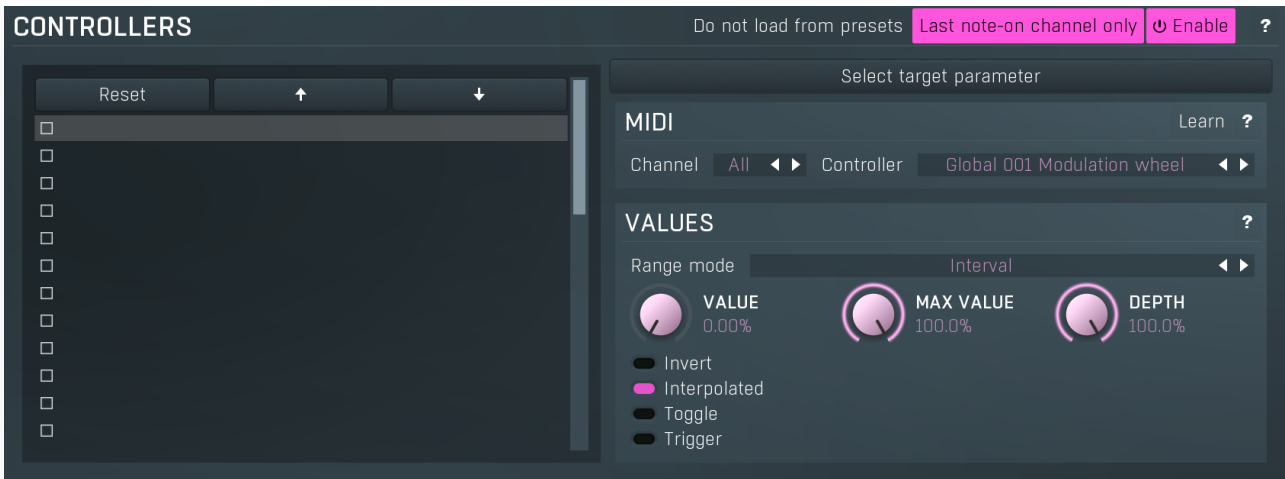 CONTROLLERS Do not load from presets Last note-on channel only Enable ?
Reset
Select target parameter
MIDI Learn ?
Channel All Controller Global 001 Modulation wheel
VALUES ?
Range mode Interval
VALUE MAX VALUE DEPTH
0.00% 100.0% 100.0%
Invert
Interpolated
Toggle
Trigger